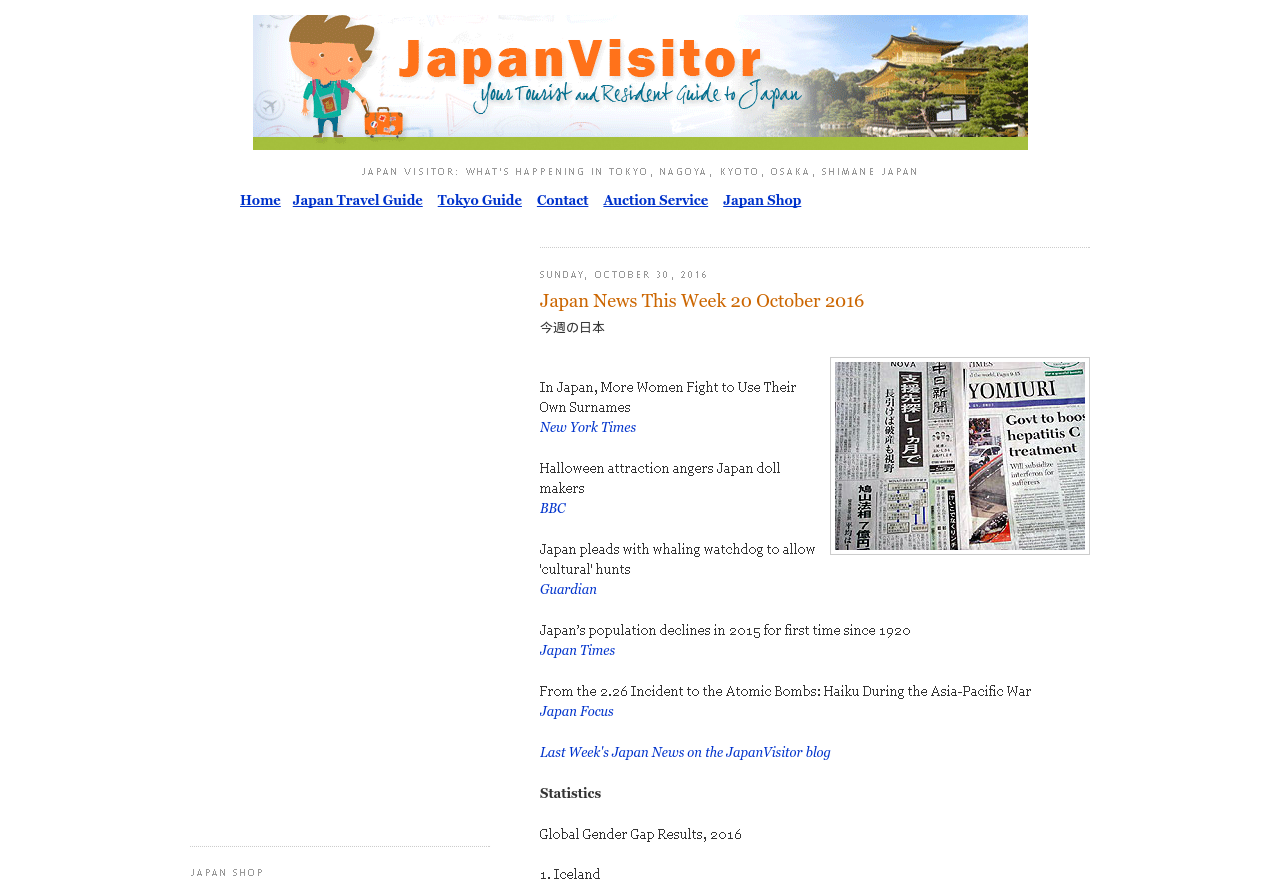 JapanVisitor
your Tourist and Resident Guide to Japan
JAPAN VISITOR: WHAT'S HAPPENING IN TOKYO, NAGOYA, KYOTO, OSAKA, SHIMANE JAPAN
Home Japan Travel Guide Tokyo Guide Contact Auction Service Japan Shop
SUNDAY, OCTOBER 30, 2016
Japan News This Week 20 October 2016
今週の日本
In Japan, More Women Fight to Use Their
Own Surnames
New York Times
Halloween attraction angers Japan doll
makers
BBC
Japan pleads with whaling watchdog to allow
'cultural' hunts
Guardian
NOVA
支援先探し1ヵ月で
長引けば破産も視野
中日新聞
鳩山法相
7億円
TIMES
YOMIURI
Govt to boos
hepatitis C
treatment
Will subsidize
interferon for
sufferers
Japan’s population declines in 2015 for first time since 1920
Japan Times
From the 2.26 Incident to the Atomic Bombs: Haiku During the Asia-Pacific War
Japan Focus
Last Week's Japan News on the JapanVisitor blog
Statistics
Global Gender Gap Results, 2016
1. Iceland
JAPAN SHOP